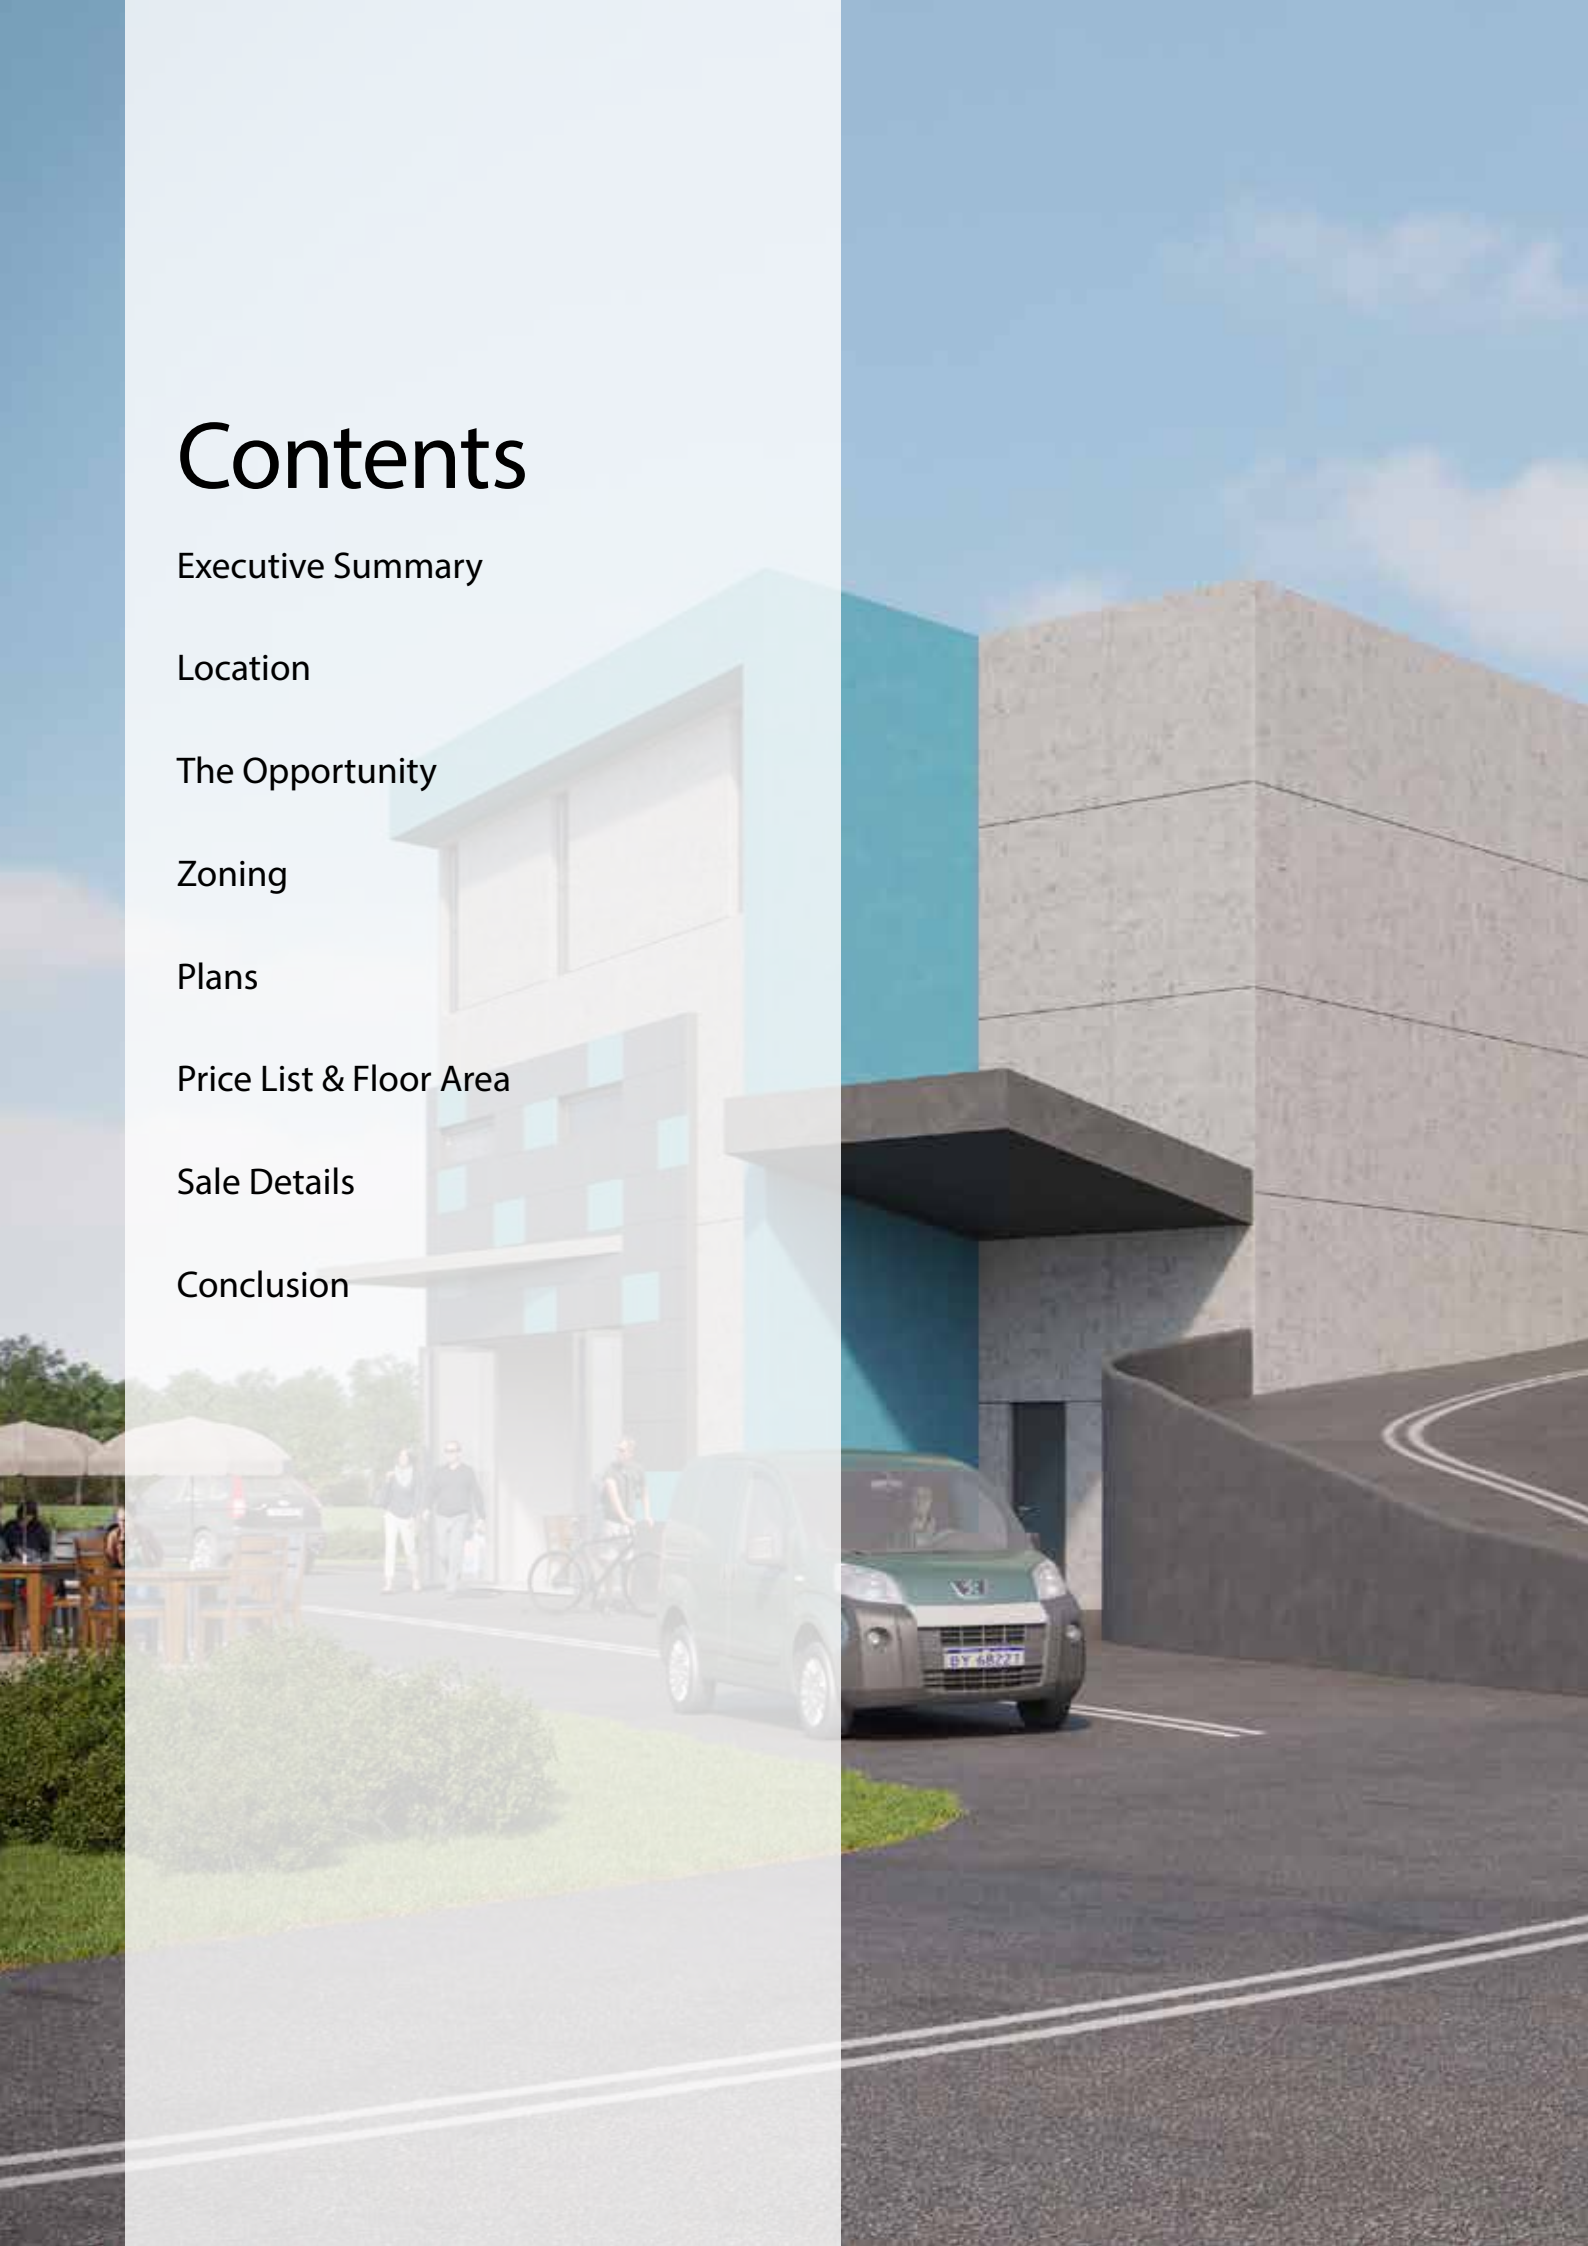 Contents
Executive Summary
Location
The Opportunity
Zoning
Plans
Price List & Floor Area
Sale Details
Conclusion